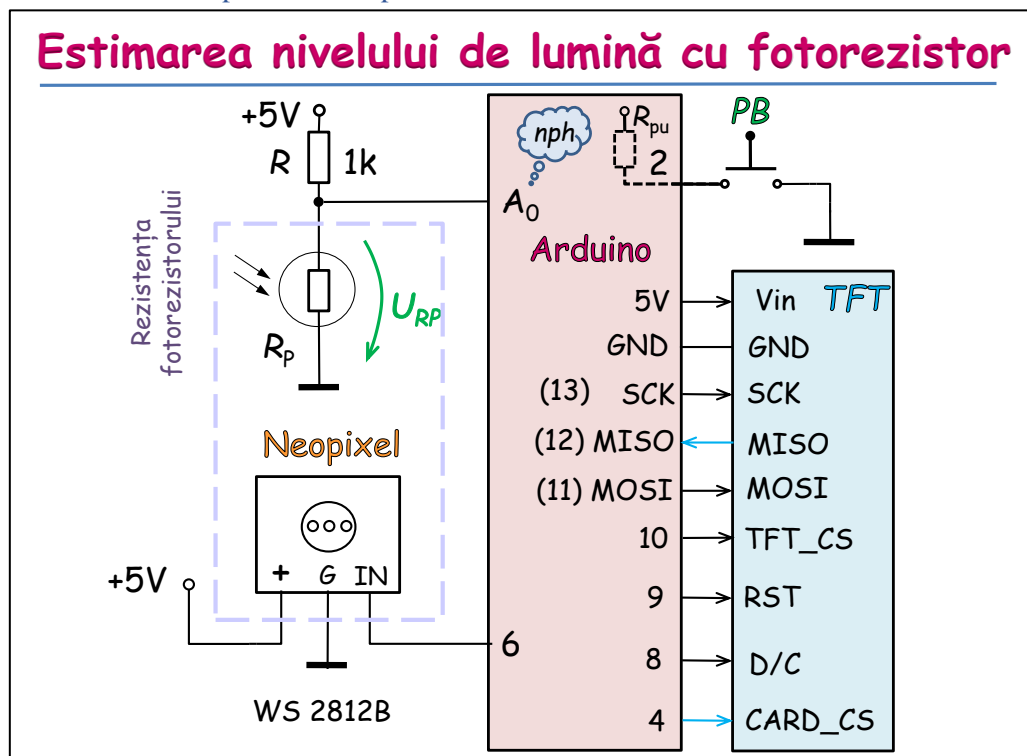 Estimarea nivelului de lumină cu fotorezistor
+5V
R 1k
nph
Rpu
2
PB
A0
Arduino
Rezistența
fotorezistorului
URP
RP
Neopixel
+ G IN
+5V
WS 2812B
6
TFT
5V Vin
GND GND
(13) SCK SCK
(12) MISO MISO
(11) MOSI MOSI
10 TFT_CS
9 RST
8 D/C
4 CARD_CS